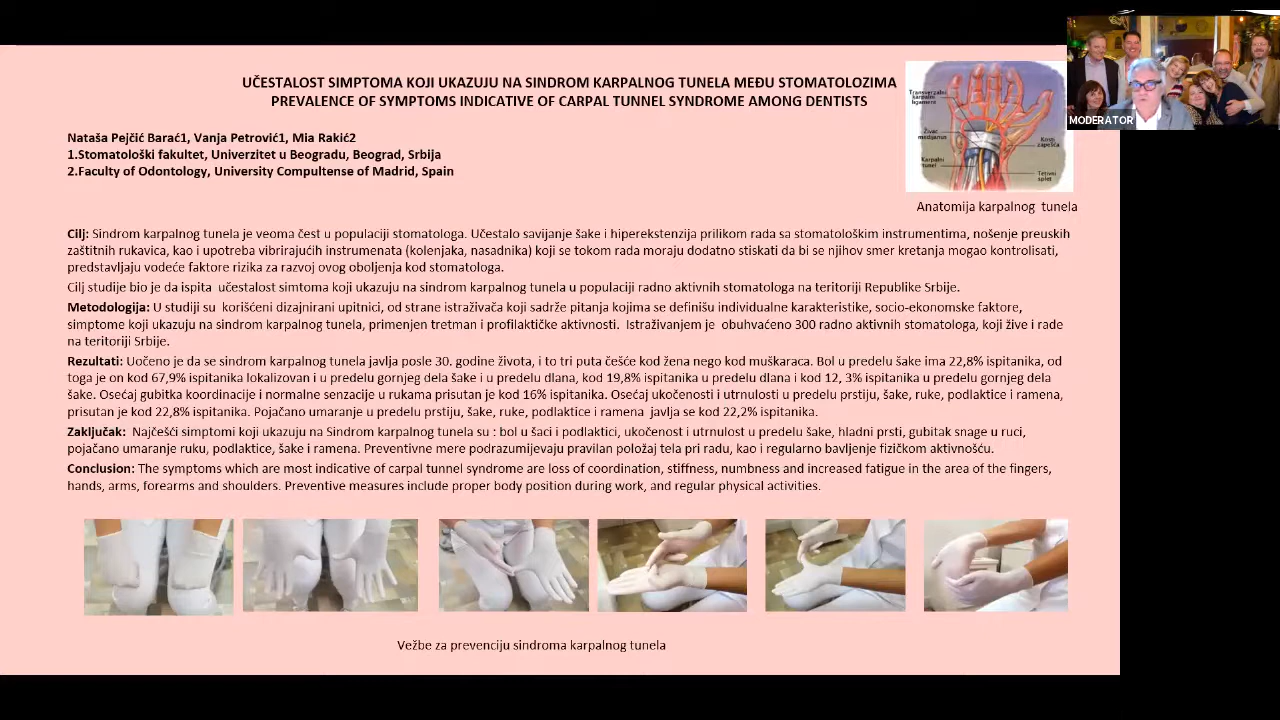 UČESTALOST SIMPTOMA KOJI UKAZUJU NA SINDROM KARPALNOG TUNELA MEĐU STOMATOLOZIMA
PREVALENCE OF SYMPTOMS INDICATIVE OF CARPAL TUNNEL SYNDROME AMONG DENTISTS
MODERATOR
Nataša Pejčić Barać1, Vanja Petrović1, Mia Rakić2
1.Stomatološki fakultet, Univerzitet u Beogradu, Beograd, Srbija
2.Faculty of Odontology, University Compultense of Madrid, Spain
Transverzalni
karpalni
ligament
Živac
medijanus
Karpalni
tunel
Kosti
zapešća
Tetivni
splet
Anatomija karpalnog tunela
Cilj: Sindrom karpalnog tunela je veoma čest u populaciji stomatologa. Učestalo savijanje šake i hiperekstenzija prilikom rada sa stomatološkim instrumentima, nošenje preuskih
zaštitnih rukavica, kao i upotreba vibrirajućih instrumenata (kolenjaka, nasadnika) koji se tokom rada moraju dodatno stiskati da bi se njihov smer kretanja mogao kontrolisati,
predstavljaju vodeće faktore rizika za razvoj ovog oboljenja kod stomatologa.
Cilj studije bio je da ispita učestalost simtoma koji ukazuju na sindrom karpalnog tunela u populaciji radno aktivnih stomatologa na teritoriji Republike Srbije.
Metodologija: U studiji su korišćeni dizajnirani upitnici, od strane istraživača koji sadrže pitanja kojima se definišu individualne karakteristike, socio-ekonomske faktore,
simptome koji ukazuju na sindrom karpalnog tunela, primenjen tretman i profilaktičke aktivnosti. Istraživanjem je obuhvaćeno 300 radno aktivnih stomatologa, koji žive i rade
na teritoriji Srbije.
Rezultati: Uočeno je da se sindrom karpalnog tunela javlja posle 30. godine života, i to tri puta češće kod žena nego kod muškaraca. Bol u predelu šake ima 22,8% ispitanika, od
toga je on kod 67,9% ispitanika lokalizovan i u predelu gornjeg dela šake i u predelu dlana, kod 19,8% ispitanika u predelu dlana i kod 12, 3% ispitanika u predelu gornjeg dela
šake. Osećaj gubitka koordinacije i normalne senzacije u rukama prisutan je kod 16% ispitanika. Osećaj ukočenosti i utrnulosti u predelu prstiju, šake, ruke, podlaktice i ramena,
prisutan je kod 22,8% ispitanika. Pojačano umaranje u predelu prstiju, šake, ruke, podlaktice i ramena javlja se kod 22,2% ispitanika.
Zaključak: Najčešći simptomi koji ukazuju na Sindrom karpalnog tunela su : bol u šaci i podlaktici, ukočenost i utrnulost u predelu šake, hladni prsti, gubitak snage u ruci,
pojačano umaranje ruku, podlaktice, šake i ramena. Preventivne mere podrazumijevaju pravilan položaj tela pri radu, kao i regularno bavljenje fizičkom aktivnošću.
Conclusion: The symptoms which are most indicative of carpal tunnel syndrome are loss of coordination, stiffness, numbness and increased fatigue in the area of the fingers,
hands, arms, forearms and shoulders. Preventive measures include proper body position during work, and regular physical activities.
Vežbe za prevenciju sindroma karpalnog tunela